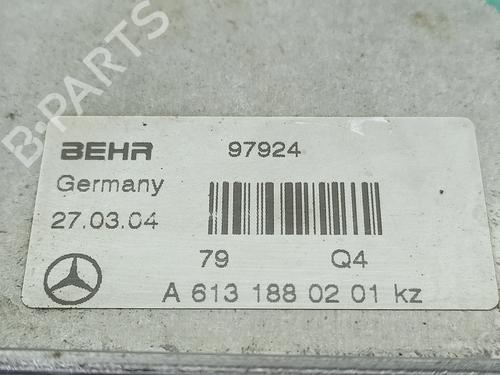 B-PARTS
BEHR 97924
Germany
27.03.04
79 Q4
A 613 188 02 01 kz